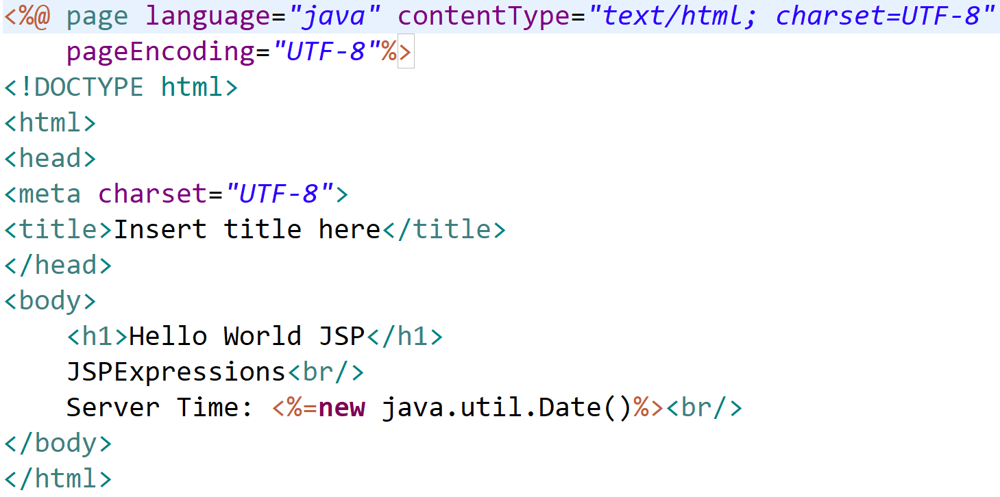 <%@ page language="java" contentType="text/html; charset=UTF-8"
    pageEncoding="UTF-8"%>
<!DOCTYPE html>
<html>
<head>
<meta charset="UTF-8">
<title>Insert title here</title>
</head>
<body>
    <h1>Hello World JSP</h1>
    JSPExpressions<br/>
    Server Time: <%=new java.util.Date()%><br/>
</body>
</html>